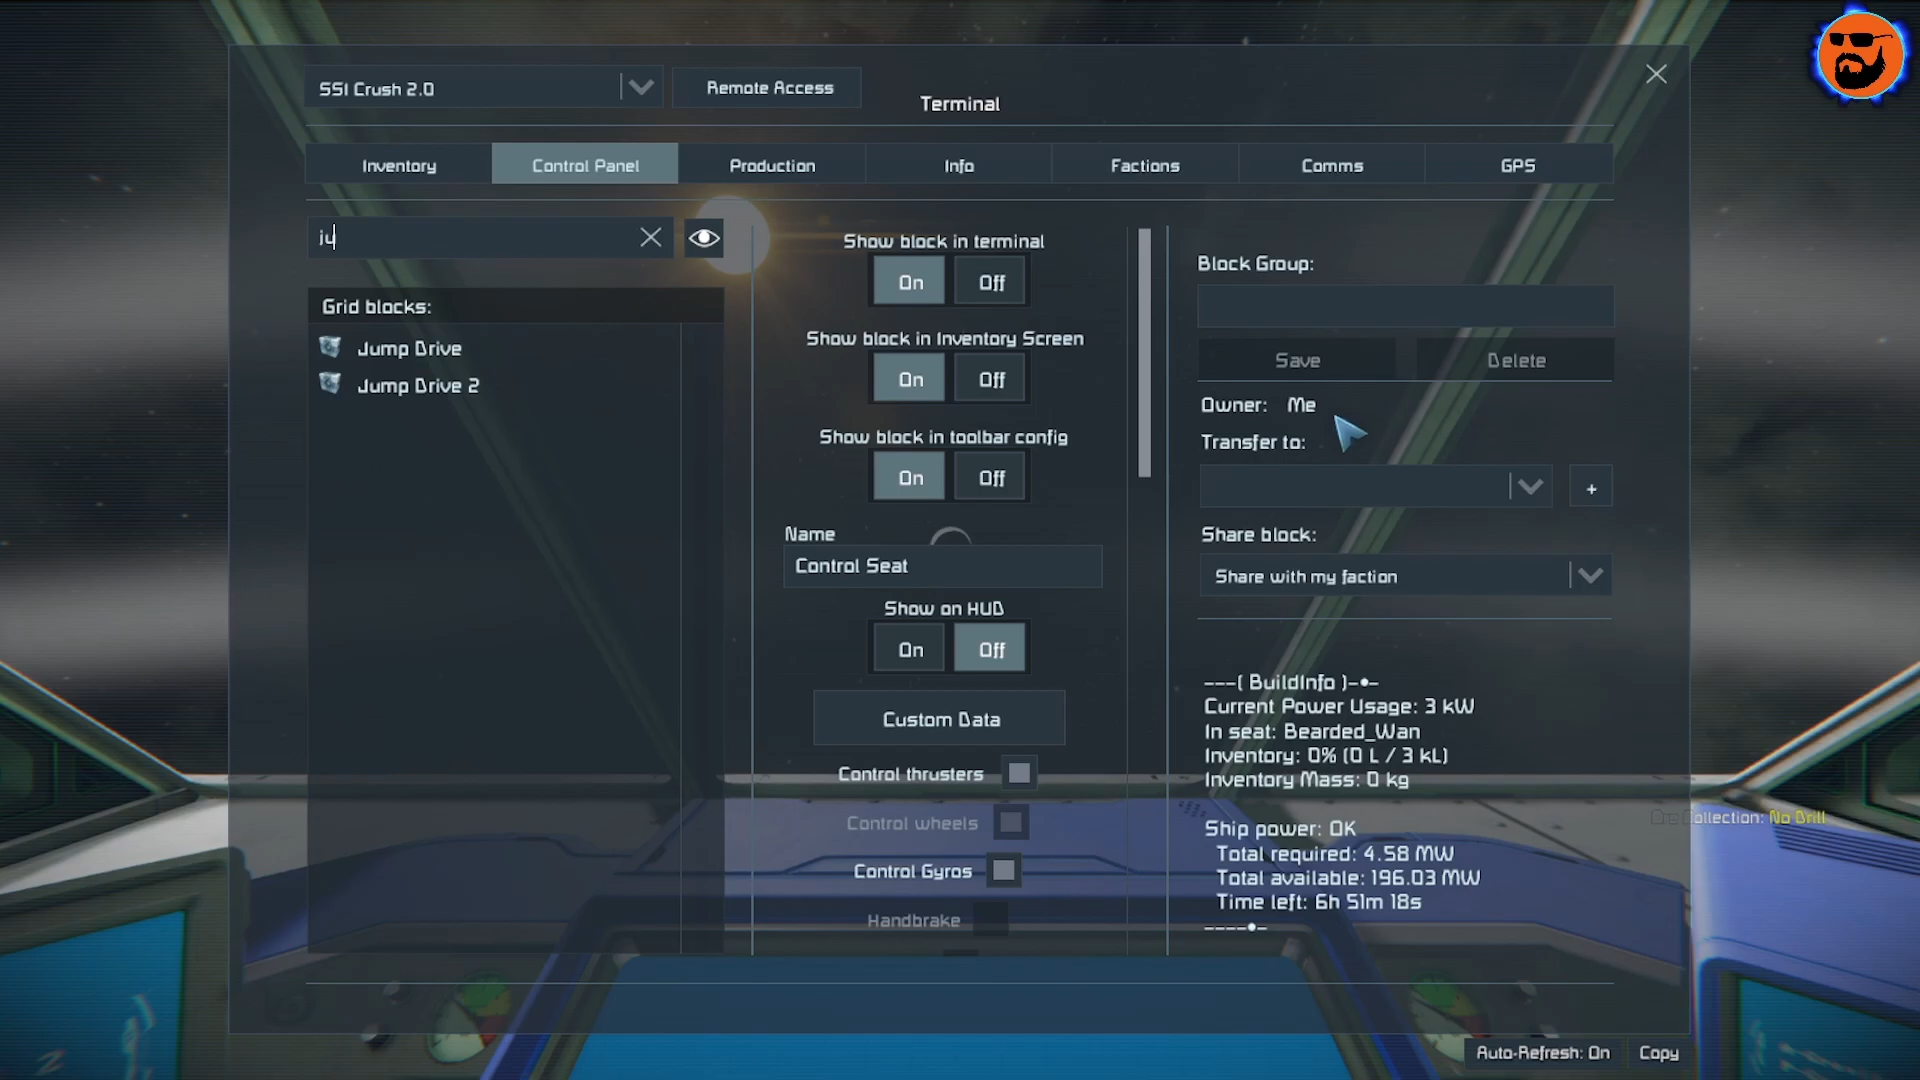 SSI Crush 2.0
Remote Access
Terminal
Inventory
Control Panel
Production
Info
Factions
Comms
GPS
ju
Grid blocks:
Jump Drive
Jump Drive 2
Show block in terminal
On Off
Show block in Inventory Screen
On Off
Show block in toolbar config
On Off
Name
Control Seat
Show on HUD
On Off
Custom Data
Control thrusters
Control wheels
Control Gyros
Handbrake
Block Group:
Save
Delete
Owner: Me
Transfer to:
+
Share block:
Share with my faction
---( BuildInfo )-•-
Current Power Usage: 3 kW
In seat: Bearded_Wan
Inventory: 0% (0 L / 3 kL)
Inventory Mass: 0 kg
Ship power: OK
Total required: 4.58 MW
Total available: 196.03 MW
Time left: 6h 51m 18s
----•-
Ore Collection: No Drill
Auto-Refresh: On
Copy